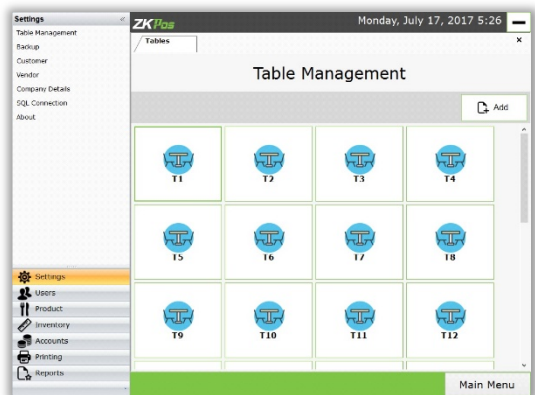 Settings «
Table Management
Backup
Customer
Vendor
Company Details
SQL Connection
About
Settings
Users
Product
Inventory
Accounts
Printing
Reports
ZKPos
Monday, July 17, 2017 5:26
Tables
×
Table Management
Add
T1 T2 T3 T4
T5 T6 T7 T8
T9 T10 T11 T12
Main Menu